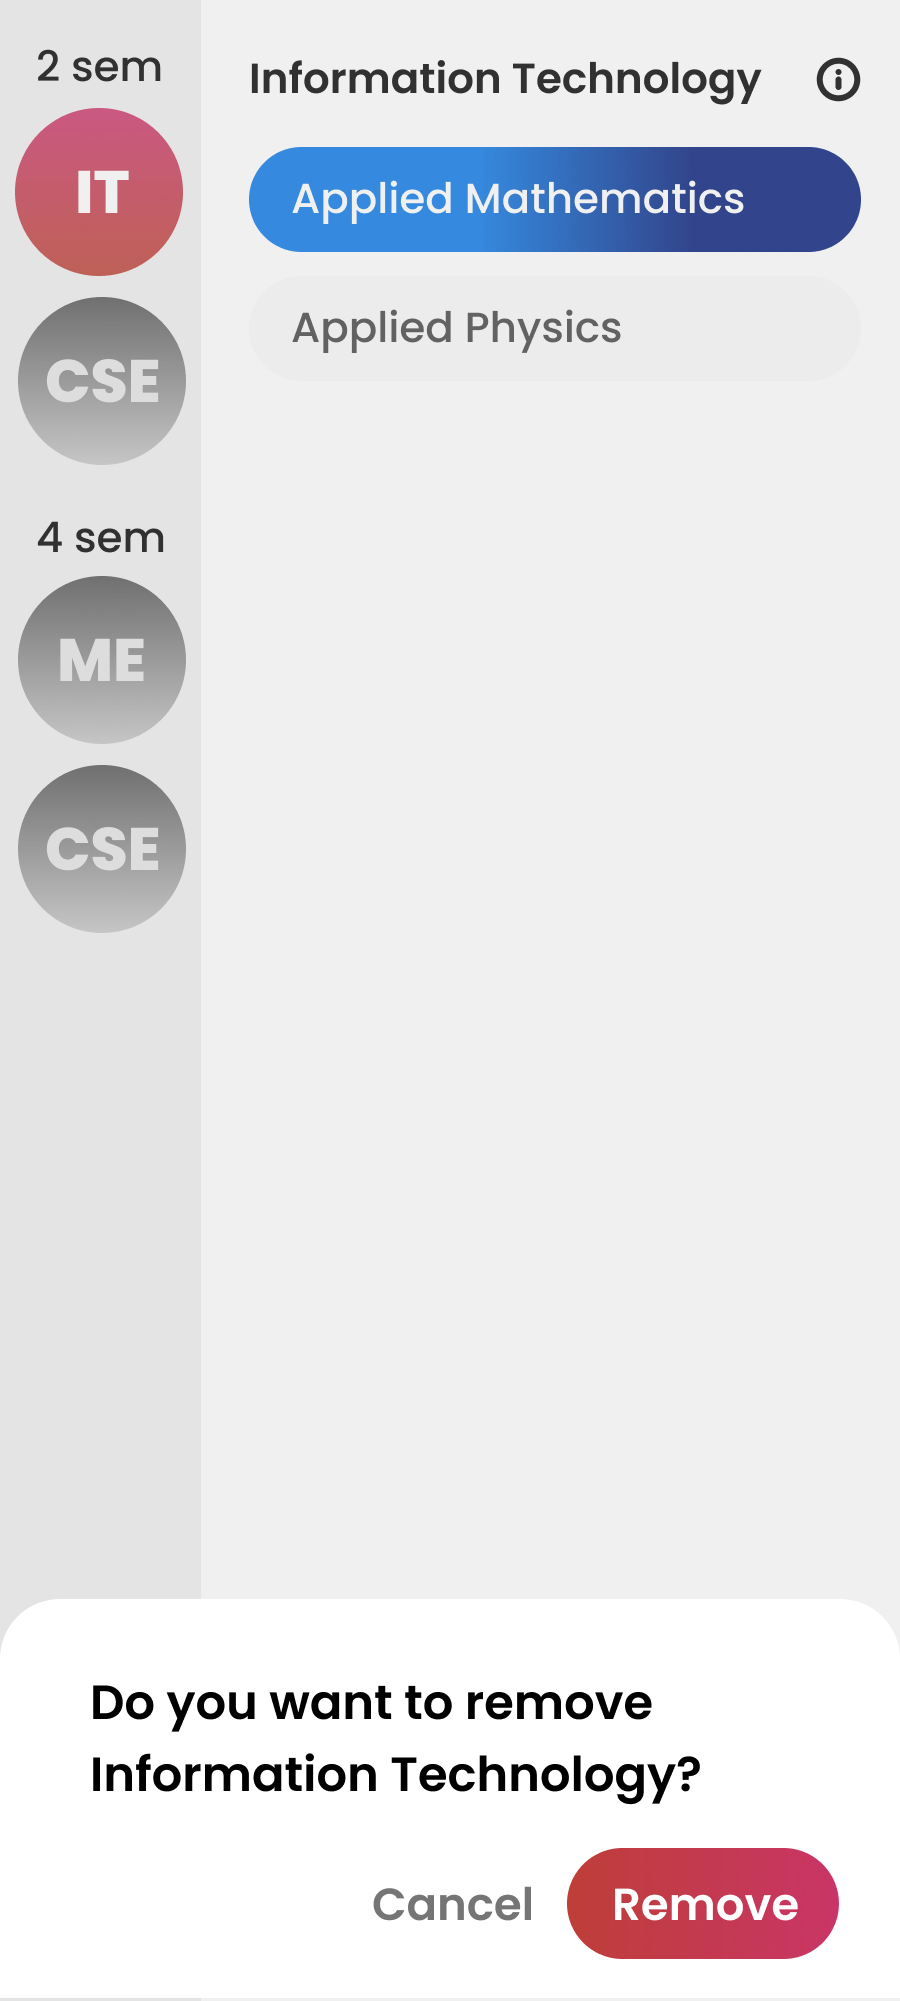 2 sem
IT
CSE
4 sem
ME
CSE
Information Technology
Applied Mathematics
Applied Physics
Do you want to remove
Information Technology?
Cancel
Remove